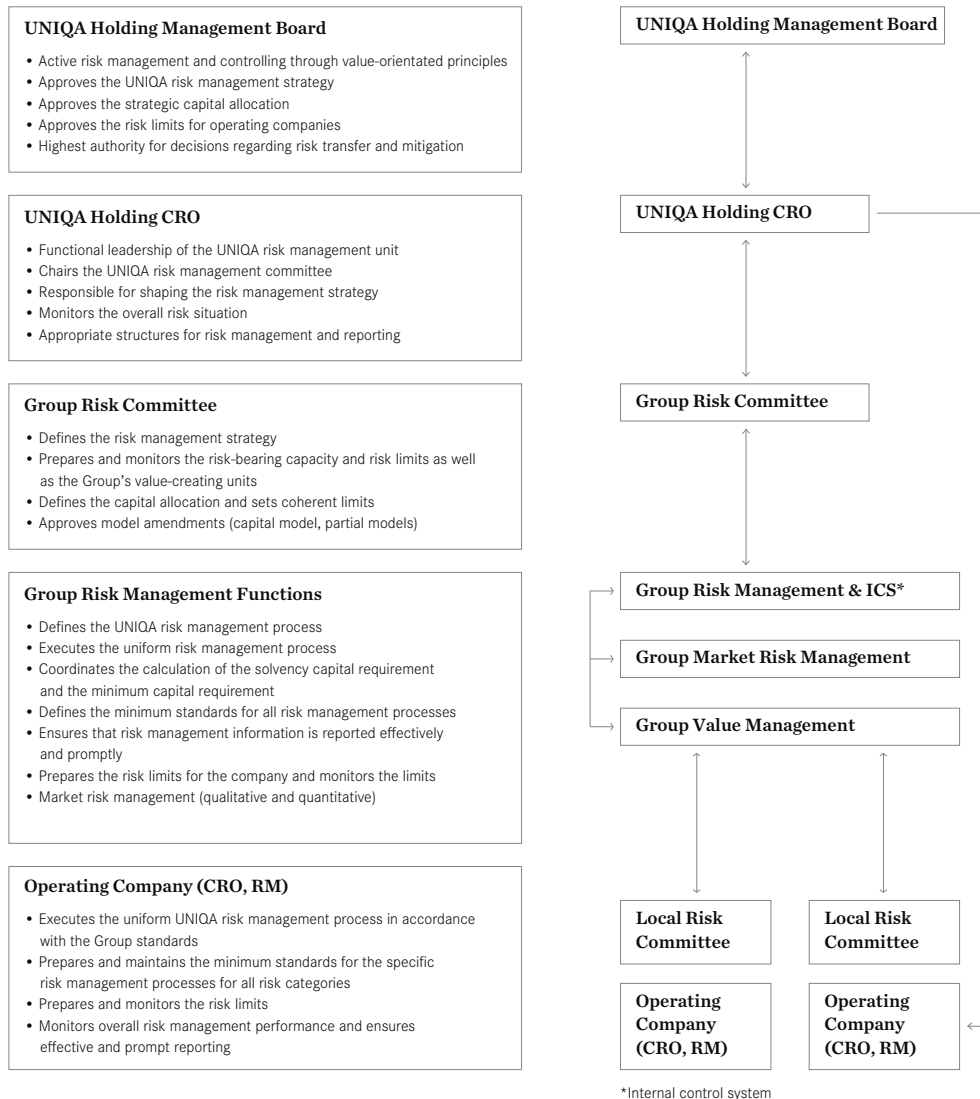 UNIQA Holding Management Board
• Active risk management and controlling through value-orientated principles
• Approves the UNIQA risk management strategy
• Approves the strategic capital allocation
• Approves the risk limits for operating companies
• Highest authority for decisions regarding risk transfer and mitigation
UNIQA Holding CRO
• Functional leadership of the UNIQA risk management unit
• Chairs the UNIQA risk management committee
• Responsible for shaping the risk management strategy
• Monitors the overall risk situation
• Appropriate structures for risk management and reporting
Group Risk Committee
• Defines the risk management strategy
• Prepares and monitors the risk-bearing capacity and risk limits as well
as the Group's value-creating units
• Defines the capital allocation and sets coherent limits
• Approves model amendments (capital model, partial models)
Group Risk Management Functions
• Defines the UNIQA risk management process
• Executes the uniform risk management process
• Coordinates the calculation of the solvency capital requirement
and the minimum capital requirement
• Defines the minimum standards for all risk management processes
• Ensures that risk management information is reported effectively
and promptly
• Prepares the risk limits for the company and monitors the limits
• Market risk management (qualitative and quantitative)
Operating Company (CRO, RM)
• Executes the uniform UNIQA risk management process in accordance
with the Group standards
• Prepares and maintains the minimum standards for the specific
risk management processes for all risk categories
• Prepares and monitors the risk limits
• Monitors overall risk management performance and ensures
effective and prompt reporting
UNIQA Holding Management Board
UNIQA Holding CRO
Group Risk Committee
Group Risk Management & ICS*
Group Market Risk Management
Group Value Management
Local Risk
Committee
Local Risk
Committee
Operating
Company
(CRO, RM)
Operating
Company
(CRO, RM)
*Internal control system